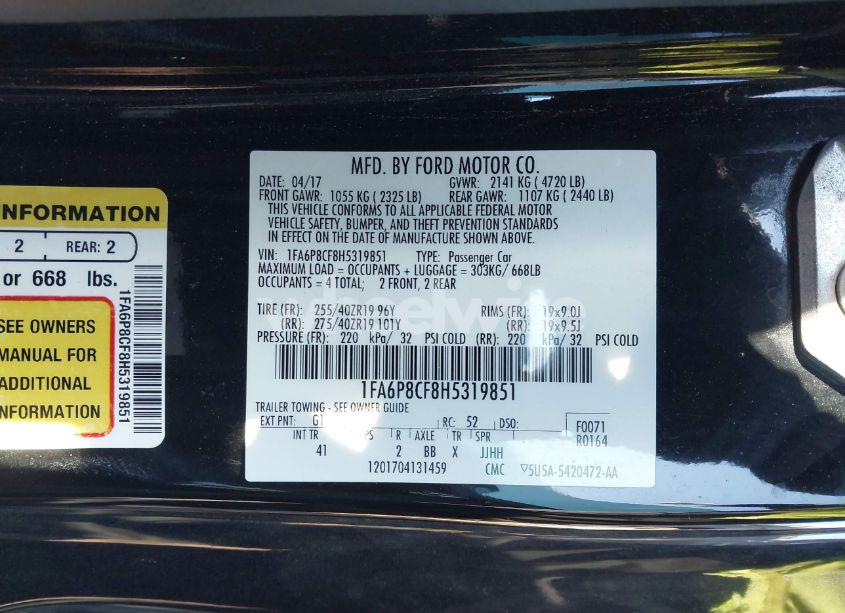 INFORMATION
2 REAR: 2
or 668 lbs.
SEE OWNERS
MANUAL FOR
ADDITIONAL
INFORMATION
1FA6P8CF8H5319851
MFD. BY FORD MOTOR CO.
DATE: 04/17 GVWR: 2141 KG ( 4720 LB)
FRONT GAWR: 1055 KG ( 2325 LB) REAR GAWR: 1107 KG ( 2440 LB)
THIS VEHICLE CONFORMS TO ALL APPLICABLE FEDERAL MOTOR
VEHICLE SAFETY, BUMPER, AND THEFT PREVENTION STANDARDS
IN EFFECT ON THE DATE OF MANUFACTURE SHOWN ABOVE.
VIN: 1FA6P8CF8H5319851 TYPE: Passenger Car
MAXIMUM LOAD = OCCUPANTS + LUGGAGE = 303KG/ 668LB
OCCUPANTS = 4 TOTAL; 2 FRONT, 2 REAR
TIRE (FR): 255/40ZR19 96Y RIMS (FR): 19x9.0J
(RR): 275/40ZR19 101Y (RR): 19x9.5J
PRESSURE (FR): 220 kPa/ 32 PSI COLD (RR): 220 kPa/ 32 PSI COLD
1FA6P8CF8H5319851
TRAILER TOWING - SEE OWNER GUIDE
EXT PNT: G1 RC: 52 DSO: F0071
R0164
INT TR PS R AXLE TR SPR
41 2 BB X JJHH
1201704131459 CMC 5U5A-5420472-AA